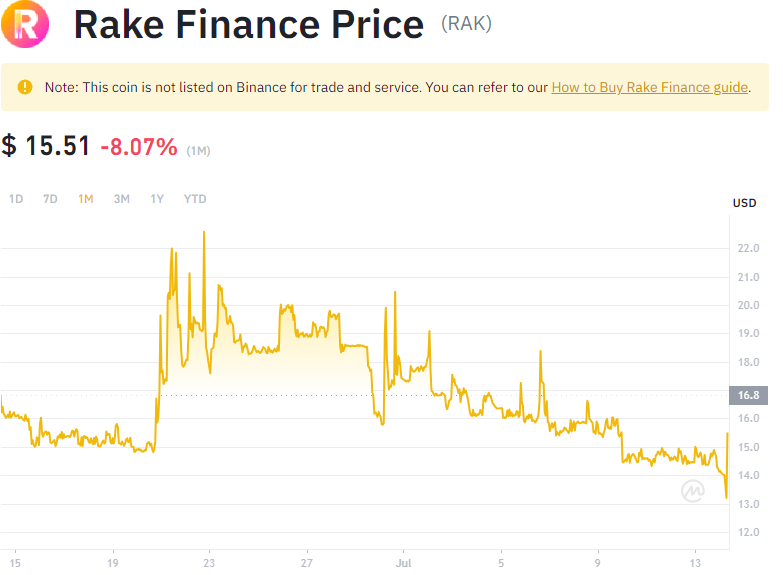 R
Rake Finance Price (RAK)
Note: This coin is not listed on Binance for trade and service. You can refer to our How to Buy Rake Finance guide.
$ 15.51 -8.07% (1M)
1D 7D 1M 3M 1Y YTD
USD
22.0
21.0
20.0
19.0
18.0
16.8
16.0
15.0
14.0
13.0
12.0
15 19 23 27 Jul 5 9 13